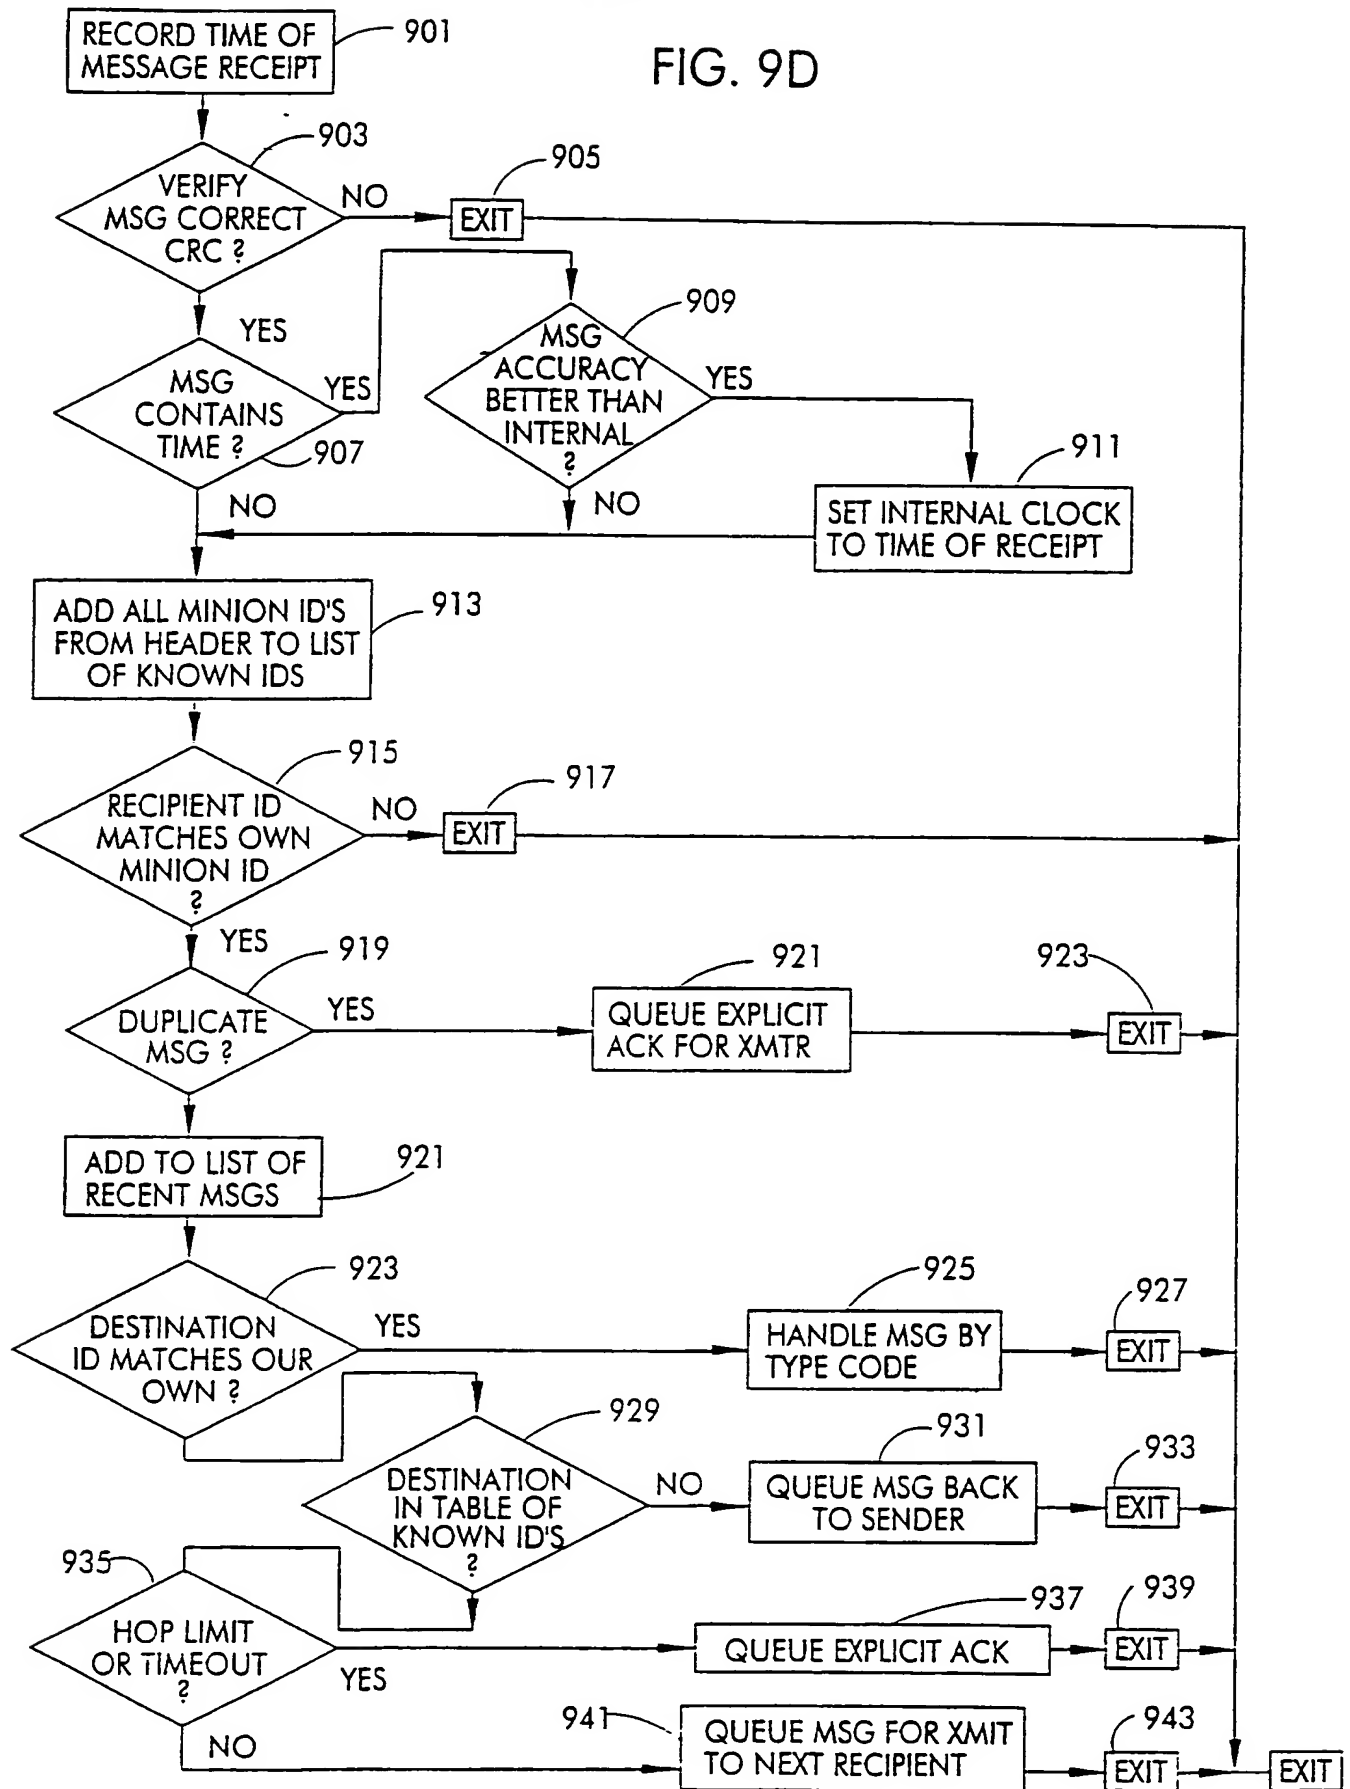 FIG. 9D
RECORD TIME OF
MESSAGE RECEIPT
901
903
VERIFY
MSG CORRECT
CRC ?
NO
905
EXIT
YES
909
MSG
ACCURACY
BETTER THAN
INTERNAL
?
YES
MSG
CONTAINS
TIME ?
YES
907
911
SET INTERNAL CLOCK
TO TIME OF RECEIPT
NO
NO
ADD ALL MINION ID'S
FROM HEADER TO LIST
OF KNOWN IDS
913
915
RECIPIENT ID
MATCHES OWN
MINION ID
?
NO
917
EXIT
YES
919
DUPLICATE
MSG ?
YES
921
QUEUE EXPLICIT
ACK FOR XMTR
923
EXIT
ADD TO LIST OF
RECENT MSGS
921
923
DESTINATION
ID MATCHES OUR
OWN ?
YES
925
HANDLE MSG BY
TYPE CODE
927
EXIT
929
DESTINATION
IN TABLE OF
KNOWN ID'S
?
NO
931
QUEUE MSG BACK
TO SENDER
933
EXIT
935
HOP LIMIT
OR TIMEOUT
?
YES
937
QUEUE EXPLICIT ACK
939
EXIT
NO
941
QUEUE MSG FOR XMIT
TO NEXT RECIPIENT
943
EXIT
EXIT